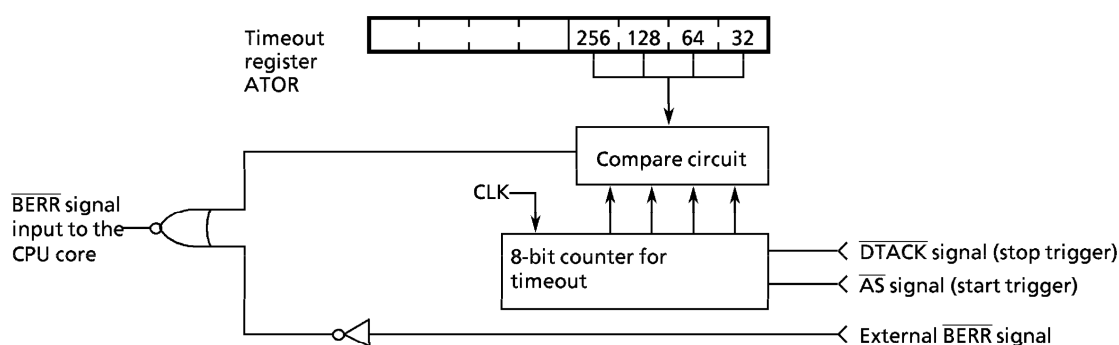 Timeout
register
ATOR
256 128 64 32
Compare circuit
CLK
BERR signal
input to the
CPU core
8-bit counter for
timeout
DTACK signal (stop trigger)
AS signal (start trigger)
External BERR signal